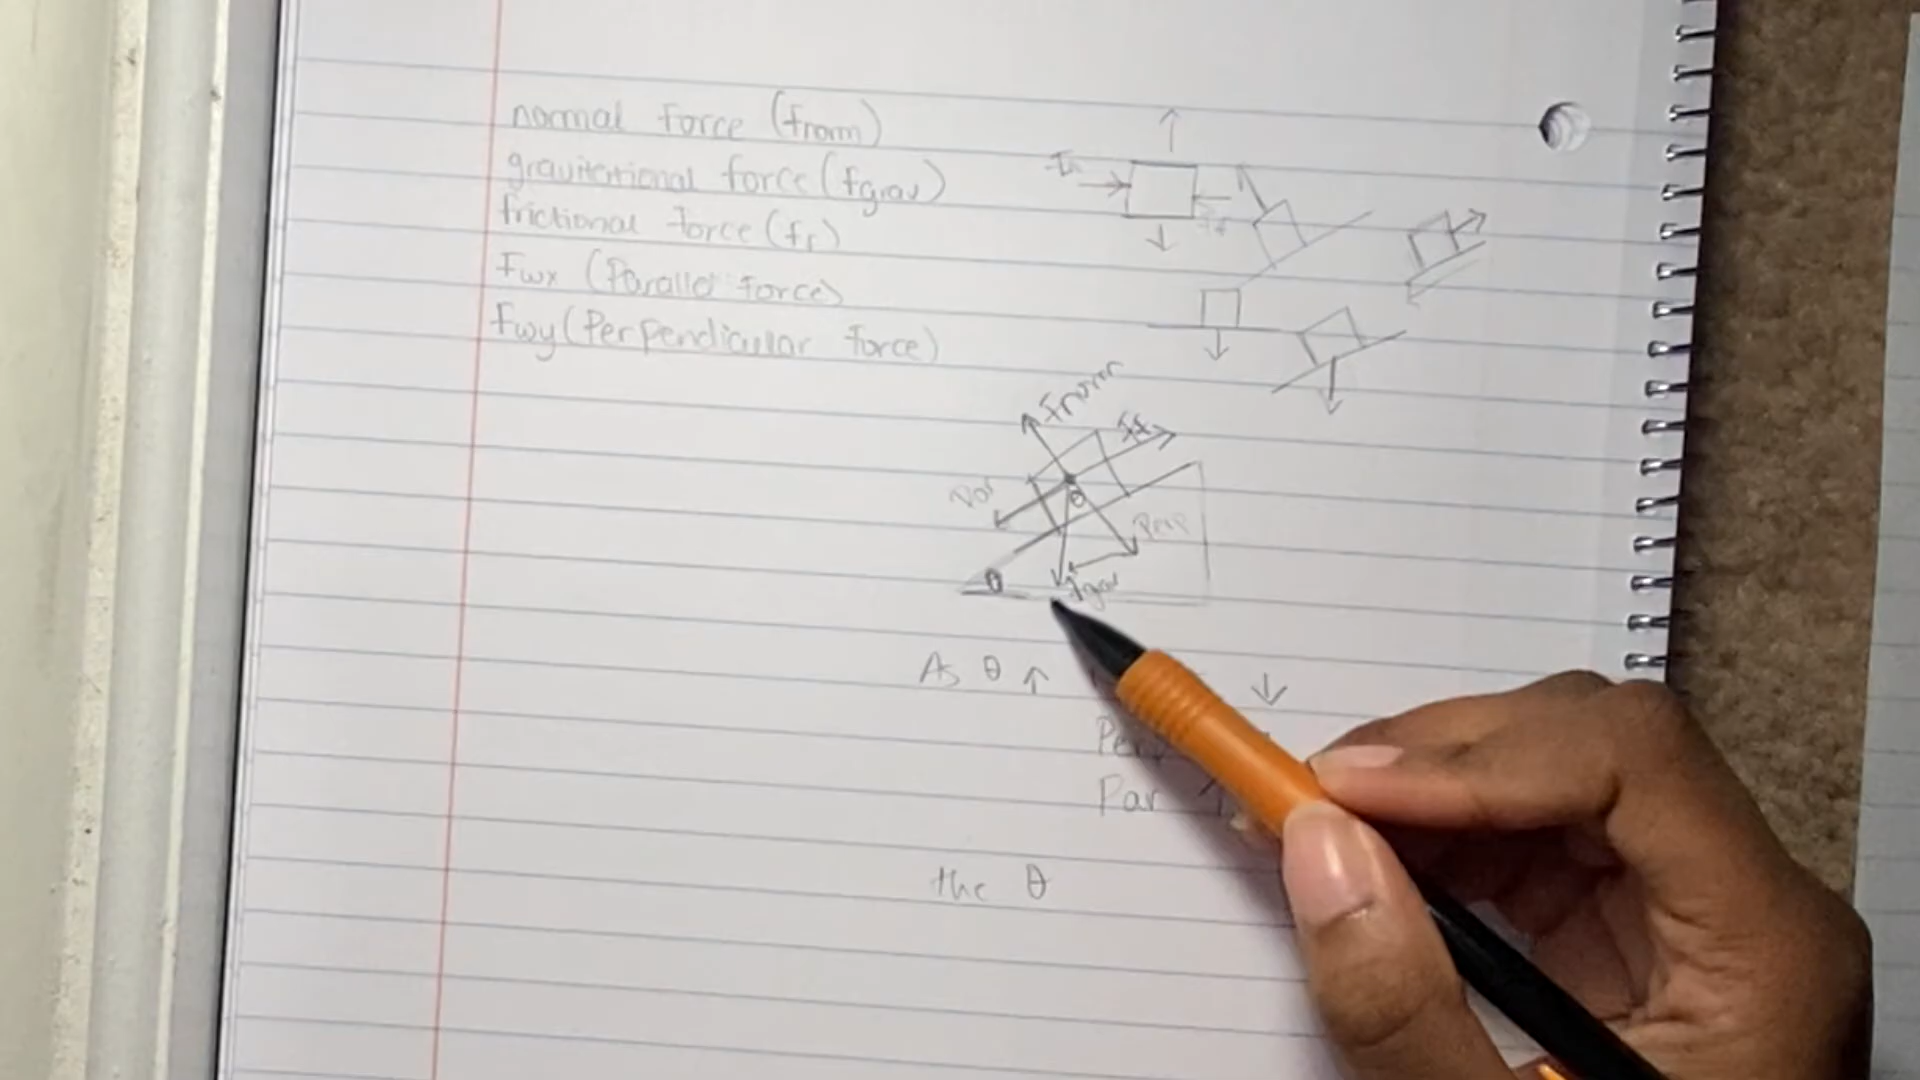 normal force (fnorm)
gravitational force (fgrav)
frictional force (ff)
Fwx (Parallel force)
Fwy (Perpendicular force)
Fnorm
Ff
Par
θ
Perp
θ
Fgrav
As θ ↑ ↓
Par ↑
the θ